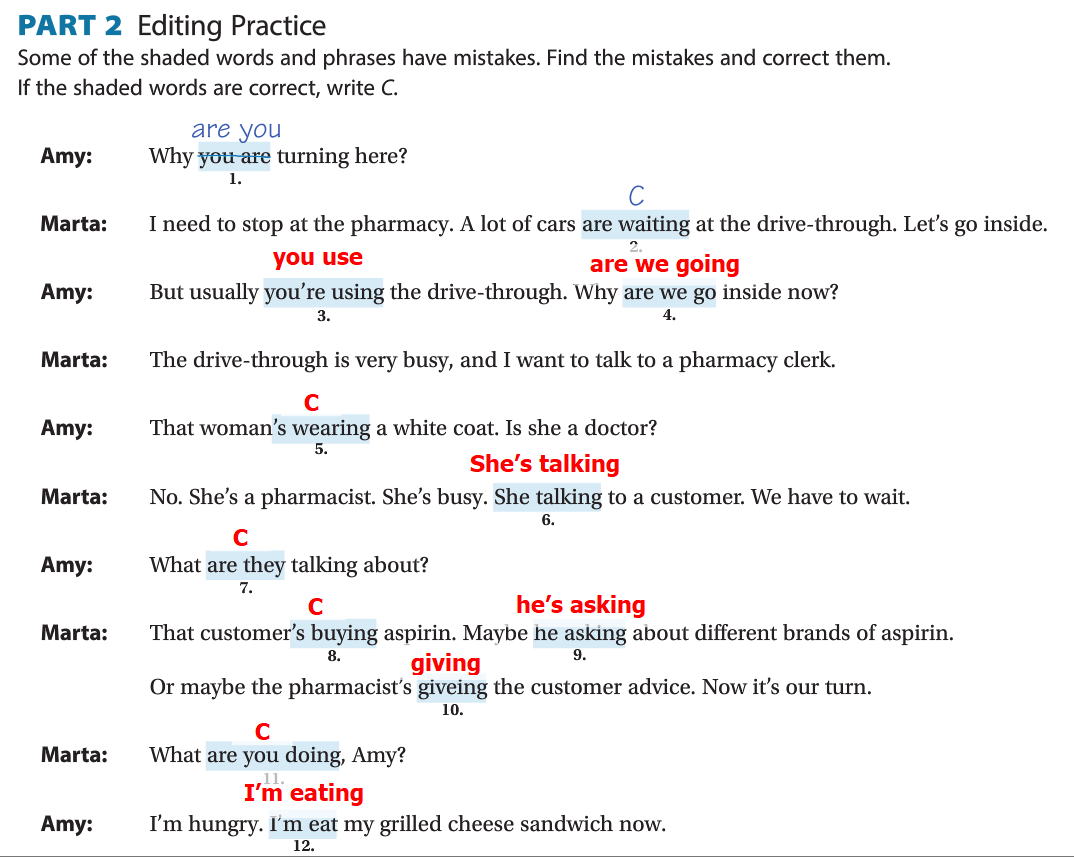 PART 2 Editing Practice
Some of the shaded words and phrases have mistakes. Find the mistakes and correct them.
If the shaded words are correct, write C.
are you
Amy: Why you are turning here?
1.
C
Marta: I need to stop at the pharmacy. A lot of cars are waiting at the drive-through. Let's go inside.
2.
you use are we going
Amy: But usually you're using the drive-through. Why are we go inside now?
3. 4.
Marta: The drive-through is very busy, and I want to talk to a pharmacy clerk.
C
Amy: That woman's wearing a white coat. Is she a doctor?
5.
She's talking
Marta: No. She's a pharmacist. She's busy. She talking to a customer. We have to wait.
6.
C
Amy: What are they talking about?
7.
C he's asking
Marta: That customer's buying aspirin. Maybe he asking about different brands of aspirin.
8. 9.
giving
Or maybe the pharmacist's giveing the customer advice. Now it's our turn.
10.
C
Marta: What are you doing, Amy?
11.
I'm eating
Amy: I'm hungry. I'm eat my grilled cheese sandwich now.
12.